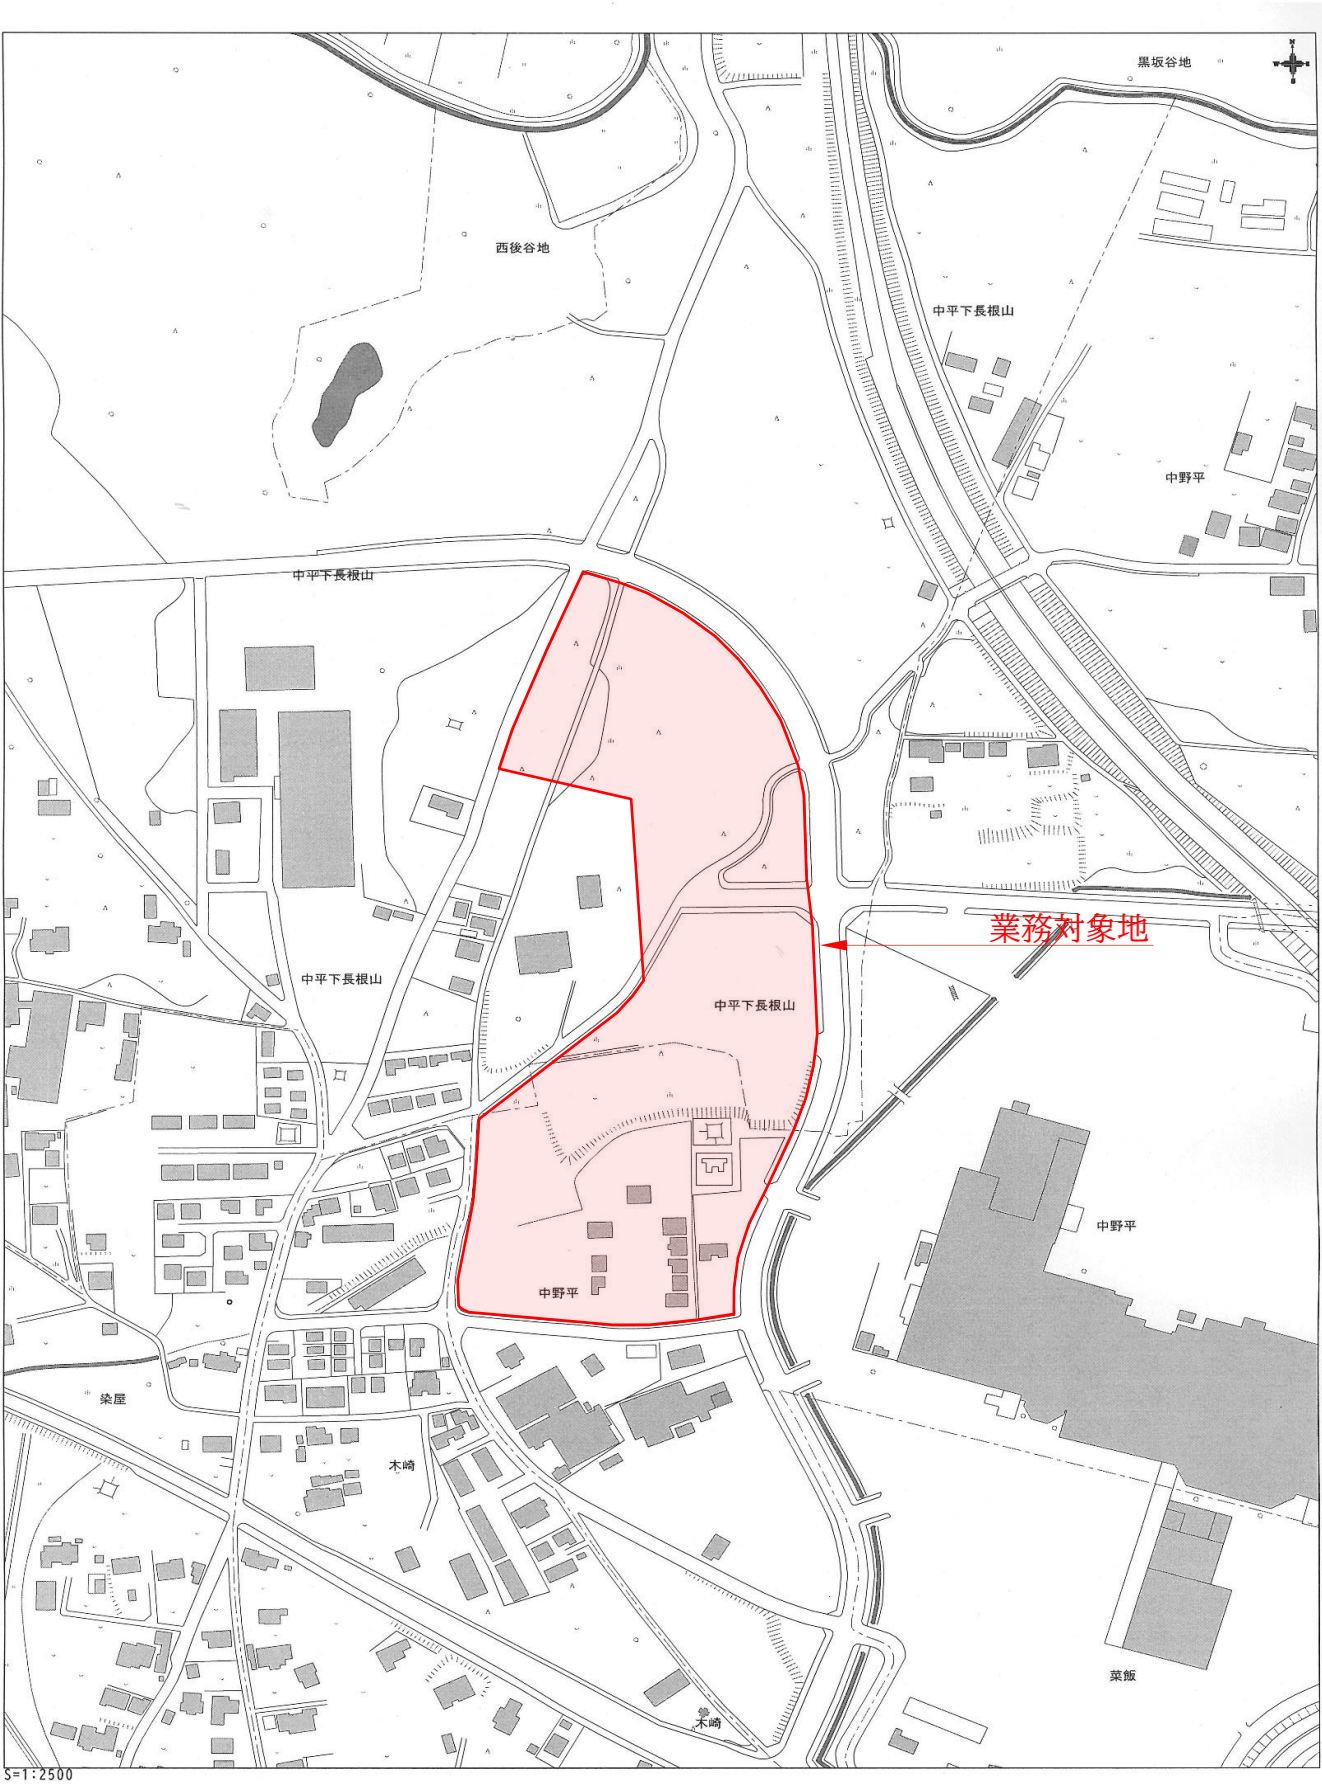 黒坂谷地
N
W E
S
西後谷地
中平下長根山
中野平
中平下長根山
業務対象地
中平下長根山
中平下長根山
中野平
中野平
染屋
木崎
菜飯
木崎
S=1:2500